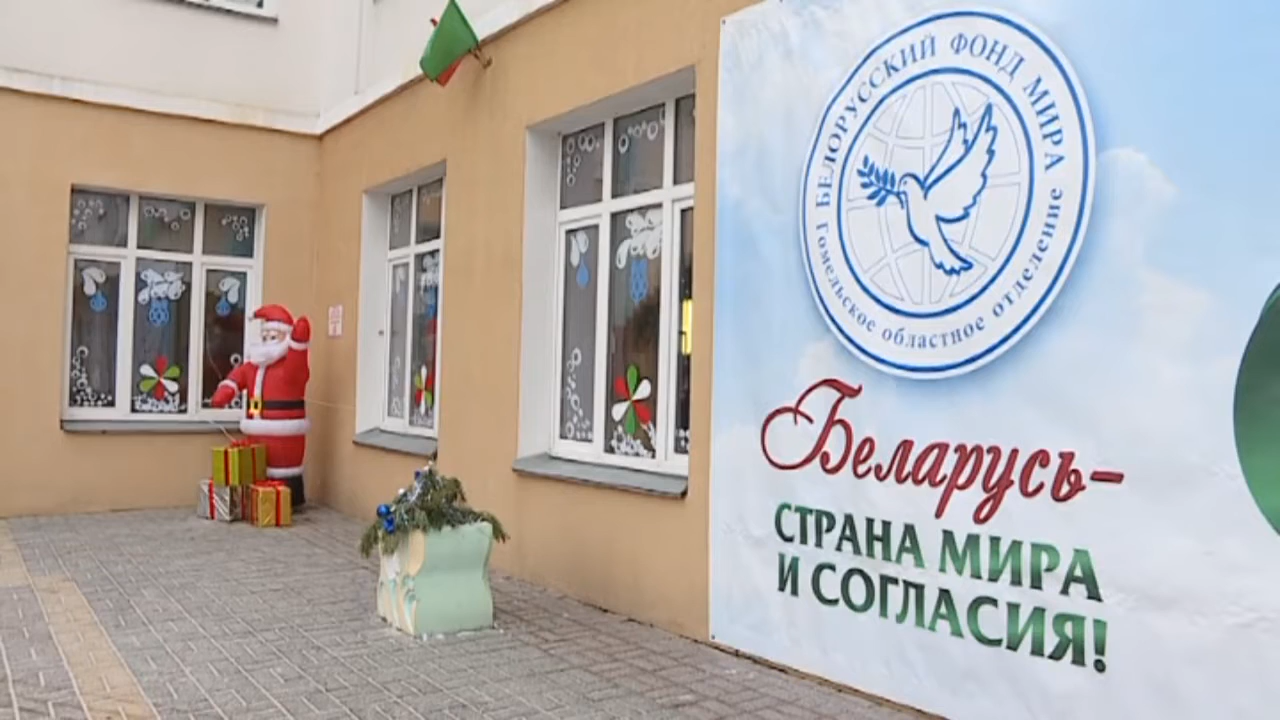 БЕЛОРУССКИЙ ФОНД МИРА
Гомельское областное отделение
Беларусь-
СТРАНА МИРА
И СОГЛАСИЯ!